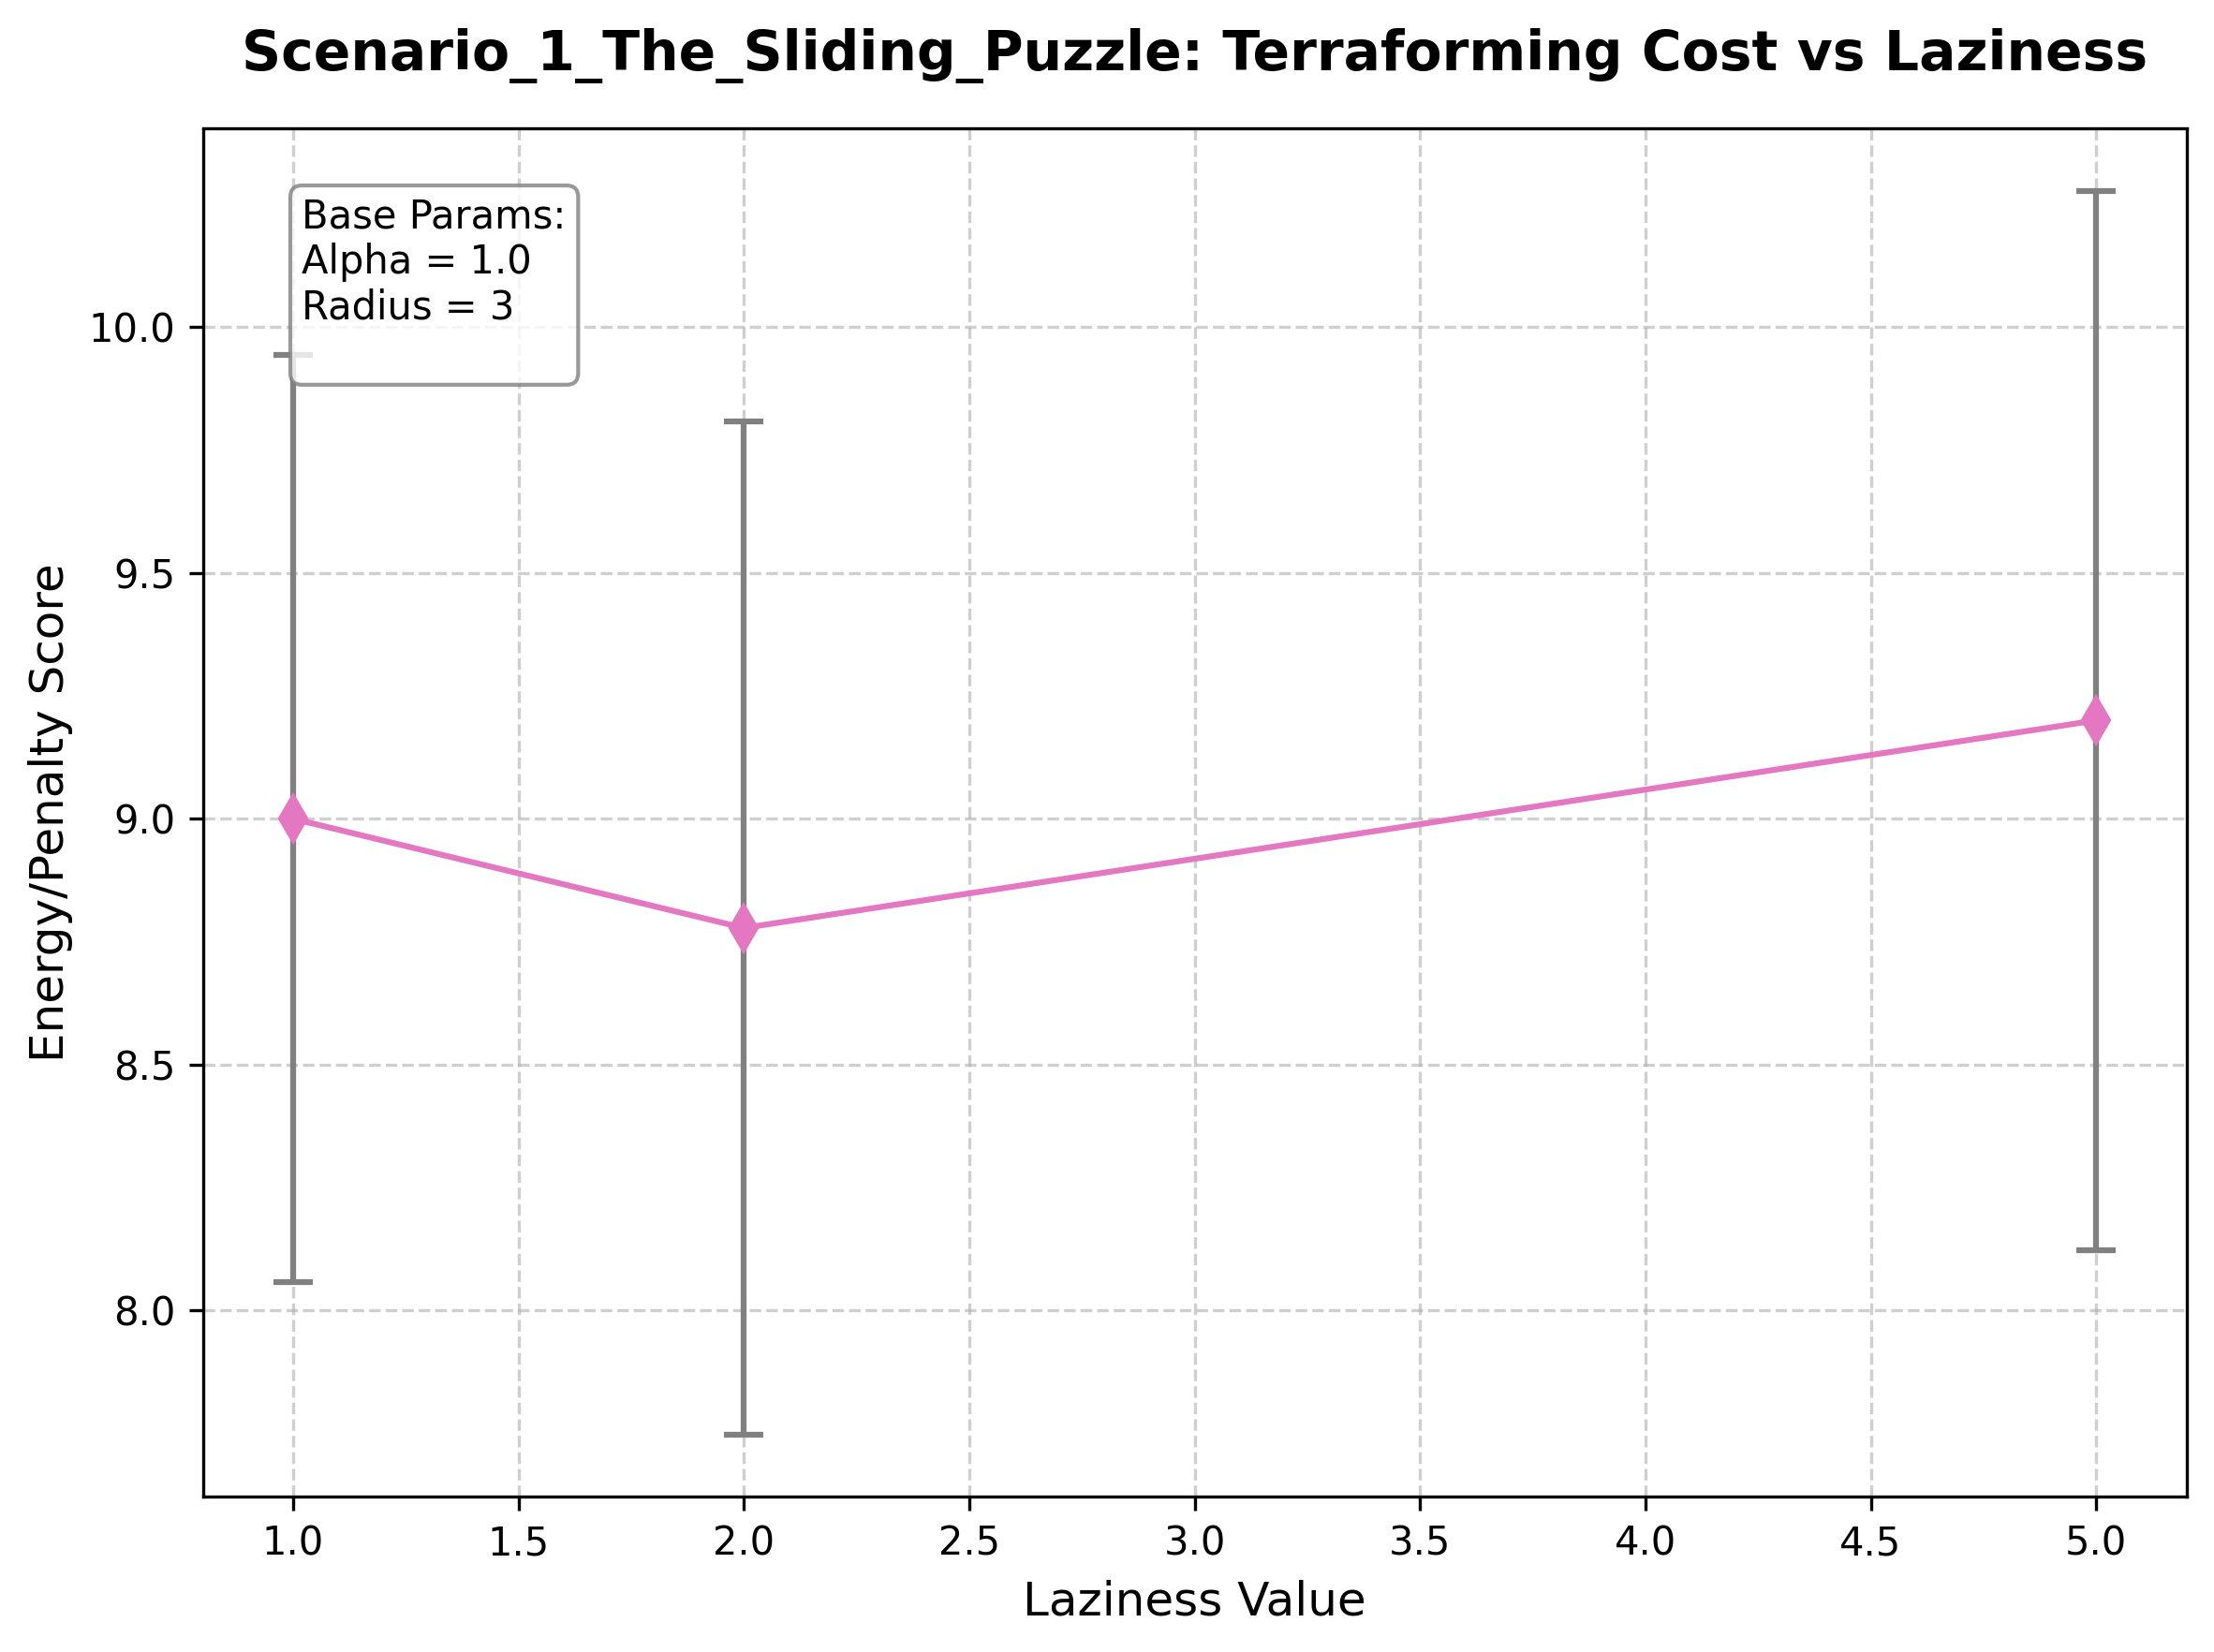 Scenario_1_The_Sliding_Puzzle: Terraforming Cost vs Laziness
Base Params:
Alpha = 1.0
Radius = 3
10.0
9.5
9.0
8.5
8.0
Energy/Penalty Score
1.0 1.5 2.0 2.5 3.0 3.5 4.0 4.5 5.0
Laziness Value